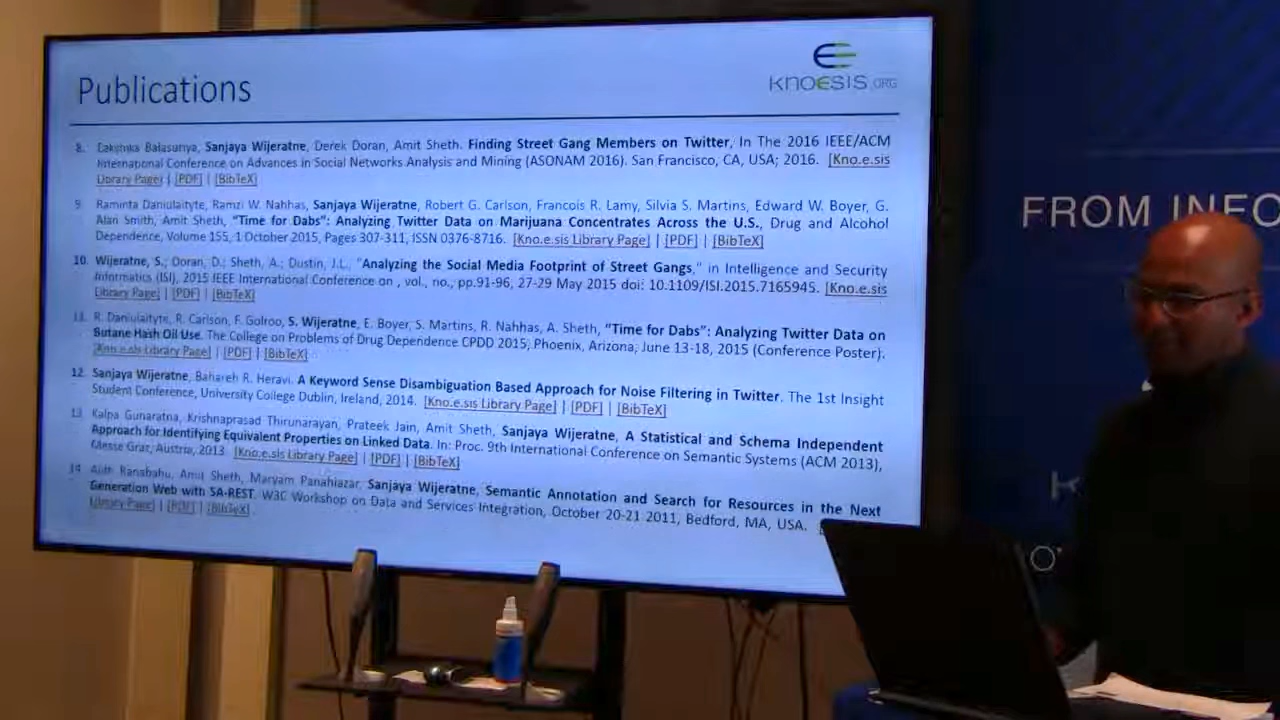 Publications
KNOESIS.ORG
8. Lakshika Balasuriya, Sanjaya Wijeratne, Derek Doran, Amit Sheth. Finding Street Gang Members on Twitter, In The 2016 IEEE/ACM
International Conference on Advances in Social Networks Analysis and Mining (ASONAM 2016). San Francisco, CA, USA; 2016. [Kno.e.sis
Library Page] | [PDF] | [BibTeX]
9. Raminta Daniulaityte, Ramzi W. Nahhas, Sanjaya Wijeratne, Robert G. Carlson, Francois R. Lamy, Silvia S. Martins, Edward W. Boyer, G.
Alan Smith, Amit Sheth, "Time for Dabs": Analyzing Twitter Data on Marijuana Concentrates Across the U.S., Drug and Alcohol
Dependence, Volume 155, 1 October 2015, Pages 307-311, ISSN 0376-8716. [Kno.e.sis Library Page] | [PDF] | [BibTeX]
10. Wijeratne, S.; Doran, D.; Sheth, A.; Dustin, J.L., "Analyzing the Social Media Footprint of Street Gangs," in Intelligence and Security
Informatics (ISI), 2015 IEEE International Conference on , vol., no., pp.91-96, 27-29 May 2015 doi: 10.1109/ISI.2015.7165945. [Kno.e.sis
Library Page] | [PDF] | [BibTeX]
11. R. Daniulaityte, R. Carlson, F. Golroo, S. Wijeratne, E. Boyer, S. Martins, R. Nahhas, A. Sheth, "Time for Dabs": Analyzing Twitter Data on
Butane Hash Oil Use. The College on Problems of Drug Dependence CPDD 2015; Phoenix, Arizona; June 13-18, 2015 (Conference Poster).
[Kno.e.sis Library Page] | [PDF] | [BibTeX]
12. Sanjaya Wijeratne, Bahareh R. Heravi. A Keyword Sense Disambiguation Based Approach for Noise Filtering in Twitter. The 1st Insight
Student Conference, University College Dublin, Ireland, 2014. [Kno.e.sis Library Page] | [PDF] | [BibTeX]
13. Kalpa Gunaratna, Krishnaprasad Thirunarayan, Prateek Jain, Amit Sheth, Sanjaya Wijeratne, A Statistical and Schema Independent
Approach for Identifying Equivalent Properties on Linked Data. In: Proc. 9th International Conference on Semantic Systems (ACM 2013),
Messe Graz, Austria, 2013. [Kno.e.sis Library Page] | [PDF] | [BibTeX]
14. Ajith Ranabahu, Amit Sheth, Maryam Panahiazar, Sanjaya Wijeratne, Semantic Annotation and Search for Resources in the Next
Generation Web with SA-REST. W3C Workshop on Data and Services Integration, October 20-21 2011, Bedford, MA, USA.
Library Page] | [PDF] | [BibTeX]
FROM INFO